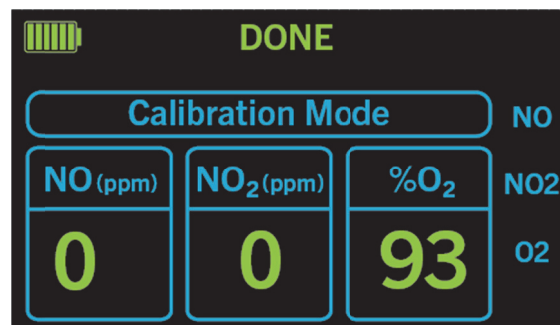 DONE
Calibration Mode
NO
NO (ppm) NO₂ (ppm) %O₂
NO2
0 0 93
O2